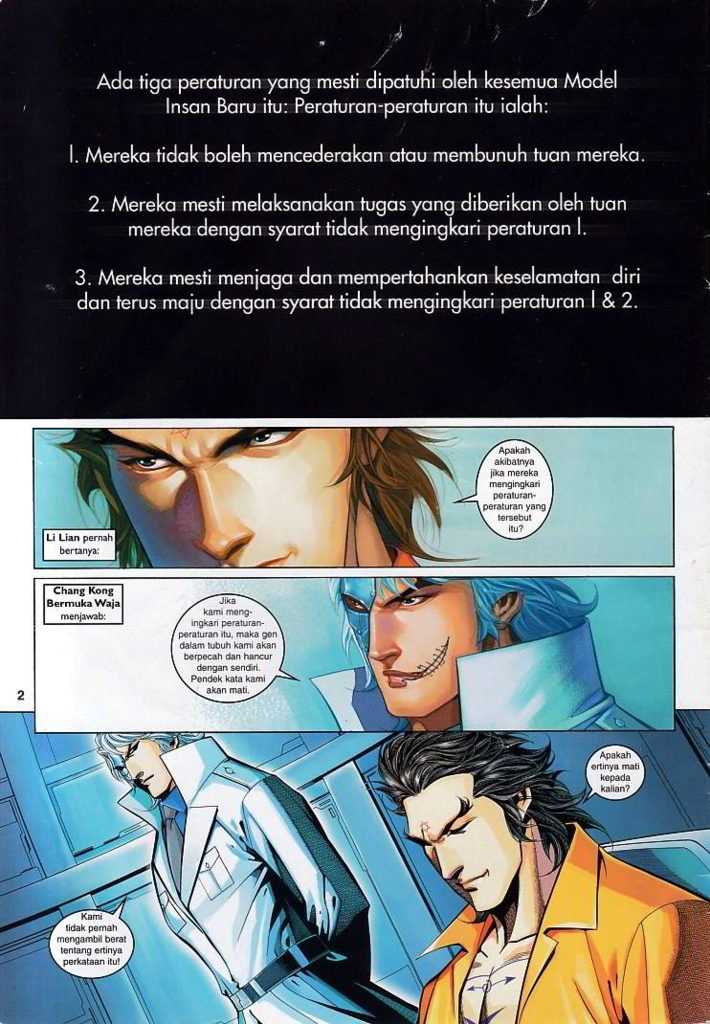 Ada tiga peraturan yang mesti dipatuhi oleh kesemua Model
Insan Baru itu: Peraturan-peraturan itu ialah:
1. Mereka tidak boleh mencederakan atau membunuh tuan mereka.
2. Mereka mesti melaksanakan tugas yang diberikan oleh tuan
mereka dengan syarat tidak mengingkari peraturan 1.
3. Mereka mesti menjaga dan mempertahankan keselamatan diri
dan terus maju dengan syarat tidak mengingkari peraturan 1 & 2.
Li Lian pernah
bertanya:
Apakah
akibatnya
jika mereka
mengingkari
peraturan-
peraturan yang
tersebut
itu?
Chang Kong
Bermuka Waja
menjawab:
Jika
kami meng-
ingkari peraturan-
peraturan itu, maka gen
dalam tubuh kami akan
berpecah dan hancur
dengan sendiri.
Pendek kata kami
akan mati.
2
Apakah
ertinya mati
kepada
kalian?
Kami
tidak pernah
mengambil berat
tentang ertinya
perkataan itu!